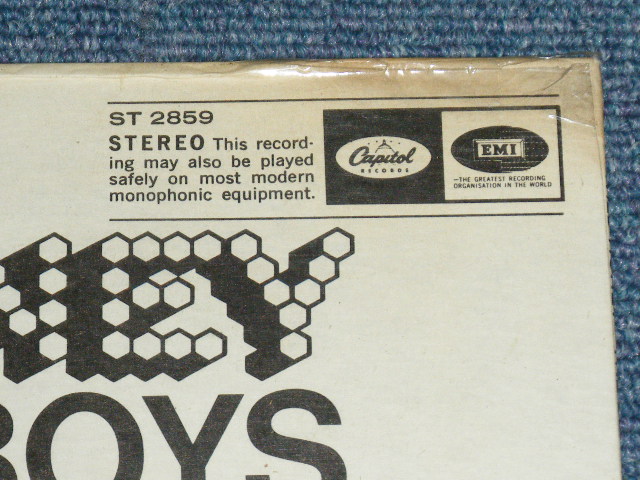 ST 2859
STEREO This record-
ing may also be played
safely on most modern
monophonic equipment.
Capitol
RECORDS
EMI
—THE GREATEST RECORDING
ORGANISATION IN THE WORLD
EY
BOYS